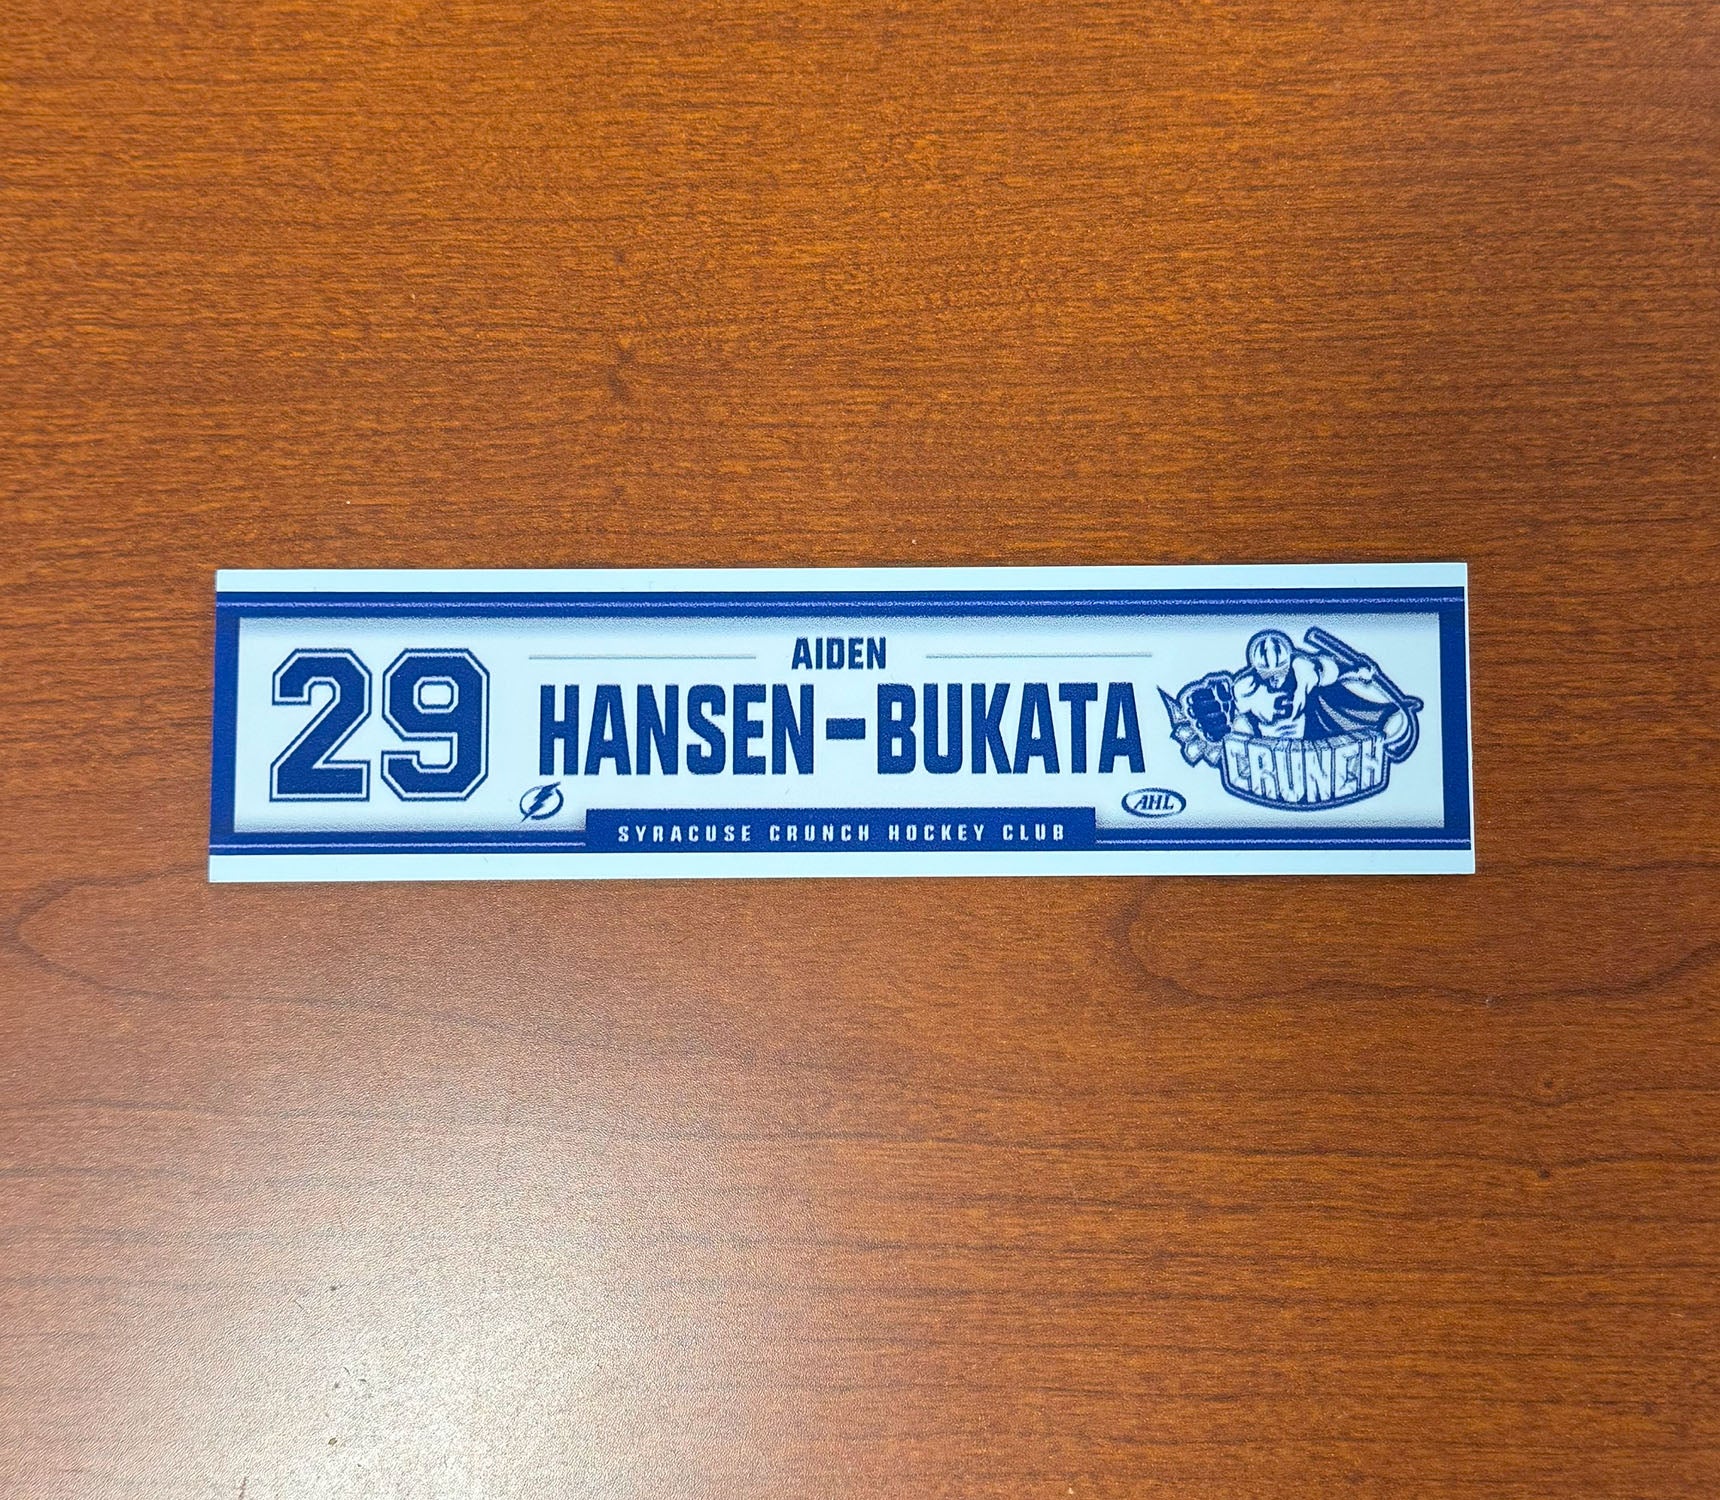 29
AIDEN
HANSEN-BUKATA
S
CRUNCH
AHL
SYRACUSE CRUNCH HOCKEY CLUB